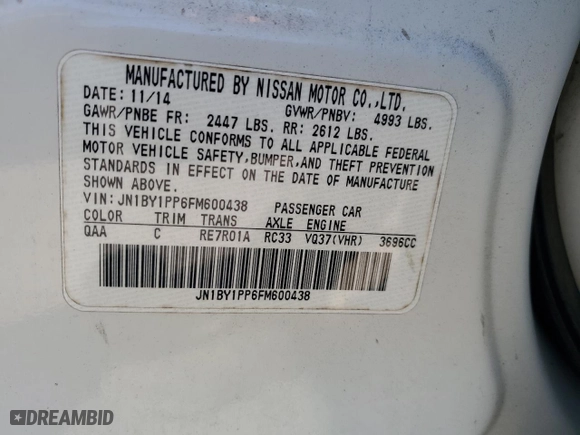 MANUFACTURED BY NISSAN MOTOR CO.,LTD.
DATE: 11/14 GVWR/PNBV: 4993 LBS.
GAWR/PNBE FR: 2447 LBS. RR: 2612 LBS.
THIS VEHICLE CONFORMS TO ALL APPLICABLE FEDERAL
MOTOR VEHICLE SAFETY,BUMPER,AND THEFT PREVENTION
STANDARDS IN EFFECT ON THE DATE OF MANUFACTURE
SHOWN ABOVE.
VIN:JN1BY1PP6FM600438 PASSENGER CAR
COLOR TRIM TRANS AXLE ENGINE
QAA C RE7R01A RC33 VQ37(VHR) 3696CC
JN1BY1PP6FM600438
DREAMBID